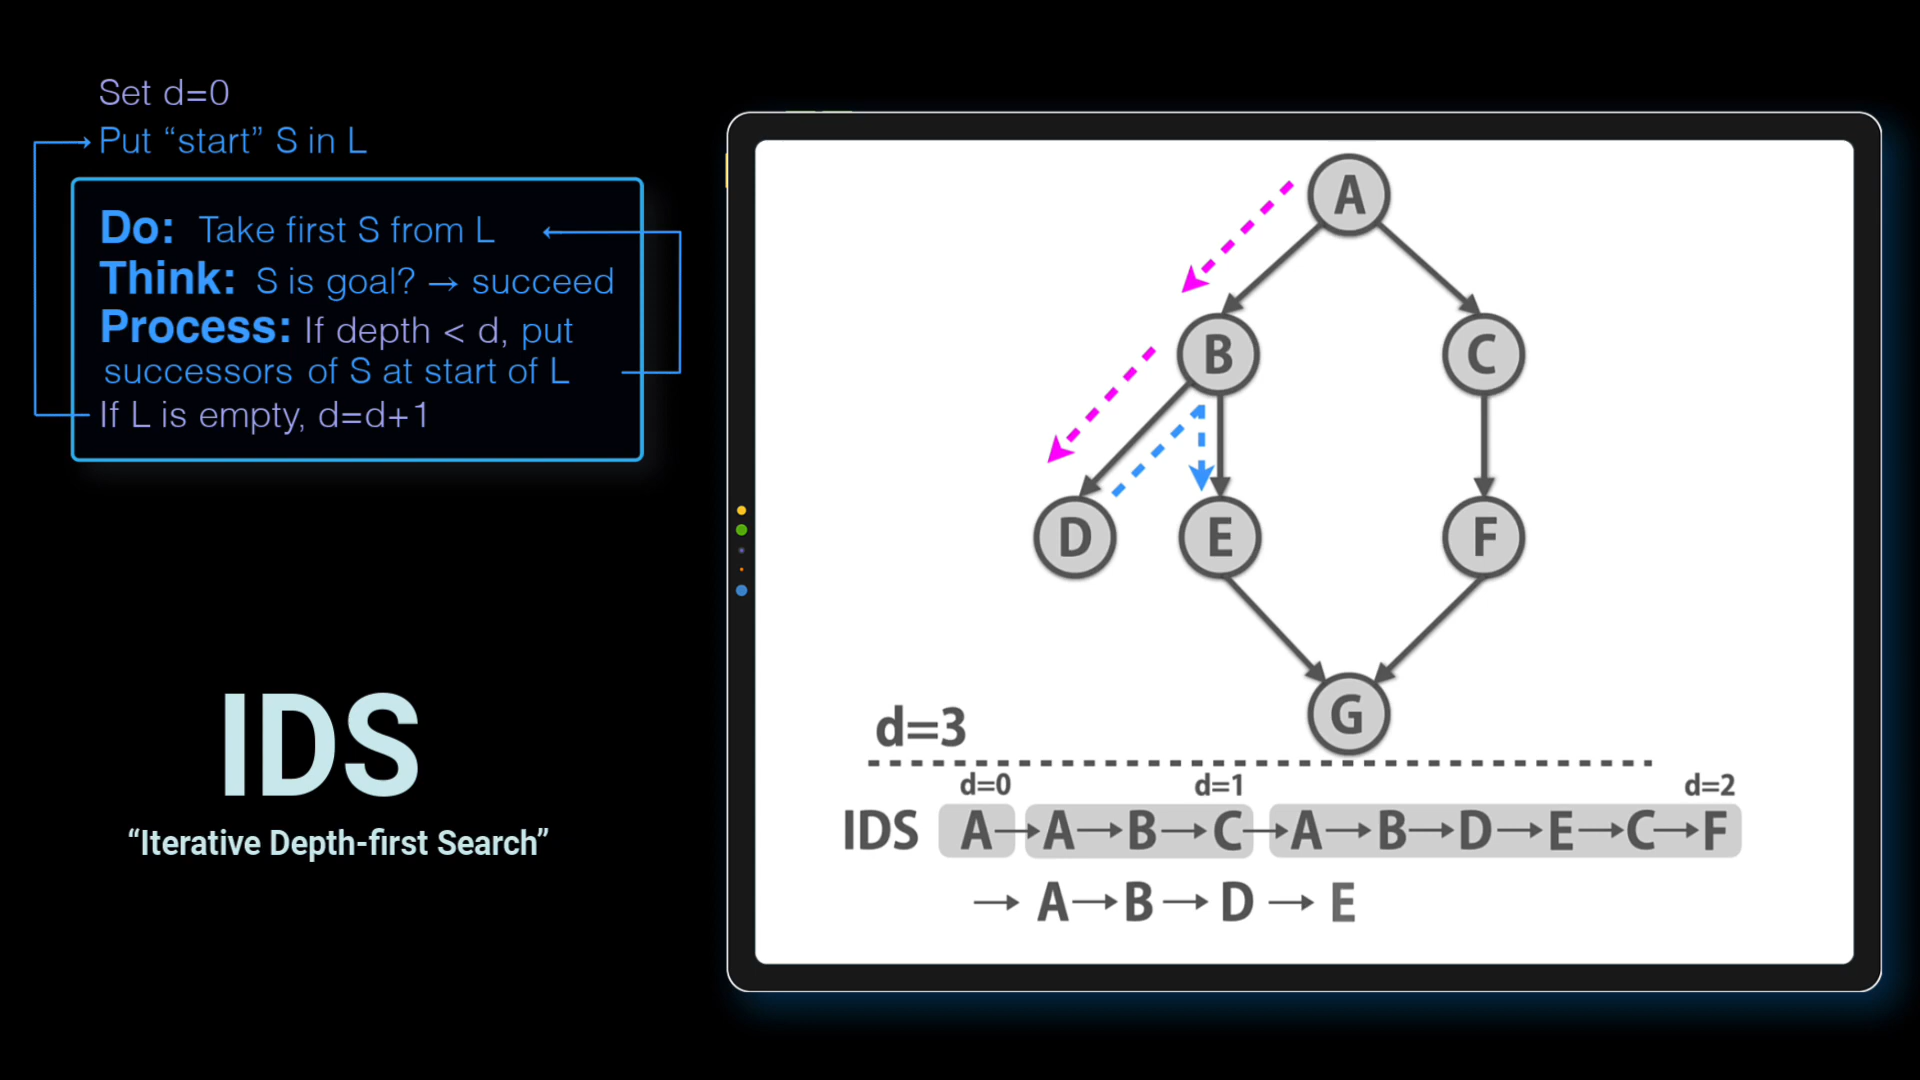 Set d=0
Put “start” S in L
Do: Take first S from L
Think: S is goal? → succeed
Process: If depth < d, put
successors of S at start of L
If L is empty, d=d+1
IDS
“Iterative Depth-first Search”
A
B
C
D
E
F
G
d=3
d=0
d=1
d=2
IDS A→A→B→C→A→B→D→E→C→F
→ A→B→D→E